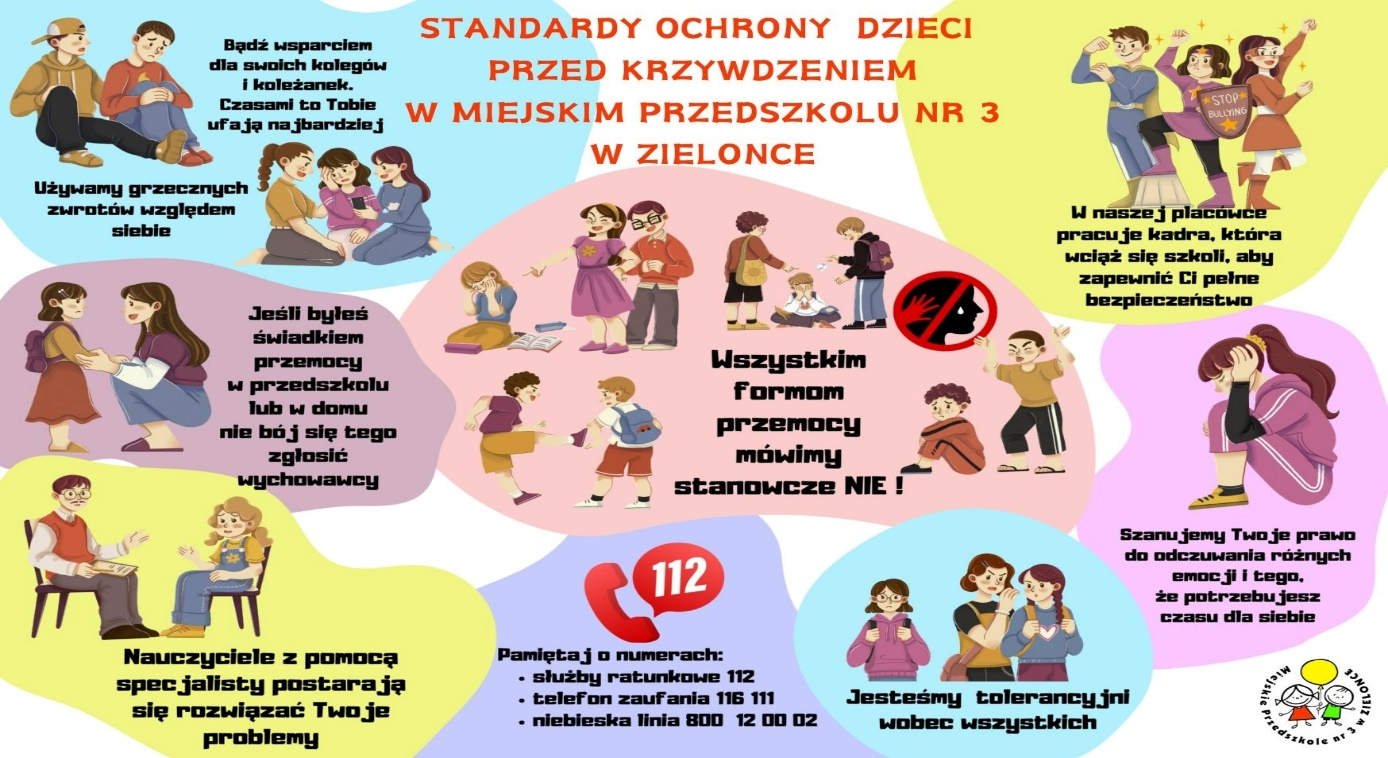 STANDARDY OCHRONY DZIECI
PRZED KRZYWDZENIEM
W MIEJSKIM PRZEDSZKOLU NR 3
W ZIELONCE
Bądź wsparciem
dla swoich kolegów
i koleżanek.
Czasami to Tobie
ufają najbardziej
Używamy grzecznych
zwrotów względem
siebie
STOP
BULLYING
W naszej placówce
pracuje kadra, która
wciąż się szkoli, aby
zapewnić Ci pełne
bezpieczeństwo
Jeśli byłeś
świadkiem
przemocy
w przedszkolu
lub w domu
nie bój się tego
zgłosić
wychowawcy
Wszystkim
formom
przemocy
mówimy
stanowcze NIE !
Szanujemy Twoje prawo
do odczuwania różnych
emocji i tego,
że potrzebujesz
czasu dla siebie
Nauczyciele z pomocą
specjalisty postarają
się rozwiązać Twoje
problemy
112
Pamiętaj o numerach:
• służby ratunkowe 112
• telefon zaufania 116 111
• niebieska linia 800 12 00 02
Jesteśmy tolerancyjni
wobec wszystkich
Miejskie Przedszkole nr 3 w ZIELONCE